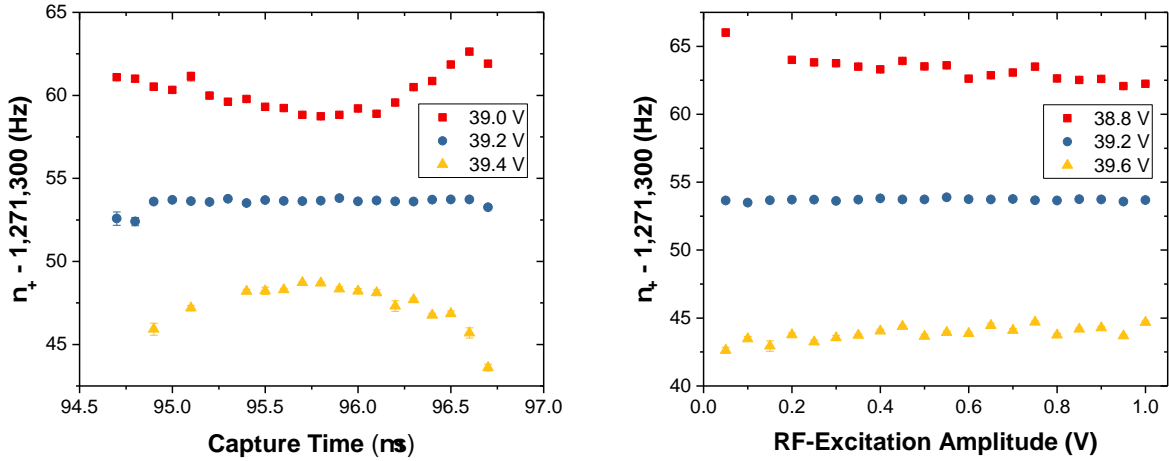 n₊ - 1,271,300 (Hz)
65
60
55
50
45
39.0 V
39.2 V
39.4 V
94.5 95.0 95.5 96.0 96.5 97.0
Capture Time (ms)
n₊ - 1,271,300 (Hz)
65
60
55
50
45
40
38.8 V
39.2 V
39.6 V
0.0 0.2 0.4 0.6 0.8 1.0
RF-Excitation Amplitude (V)